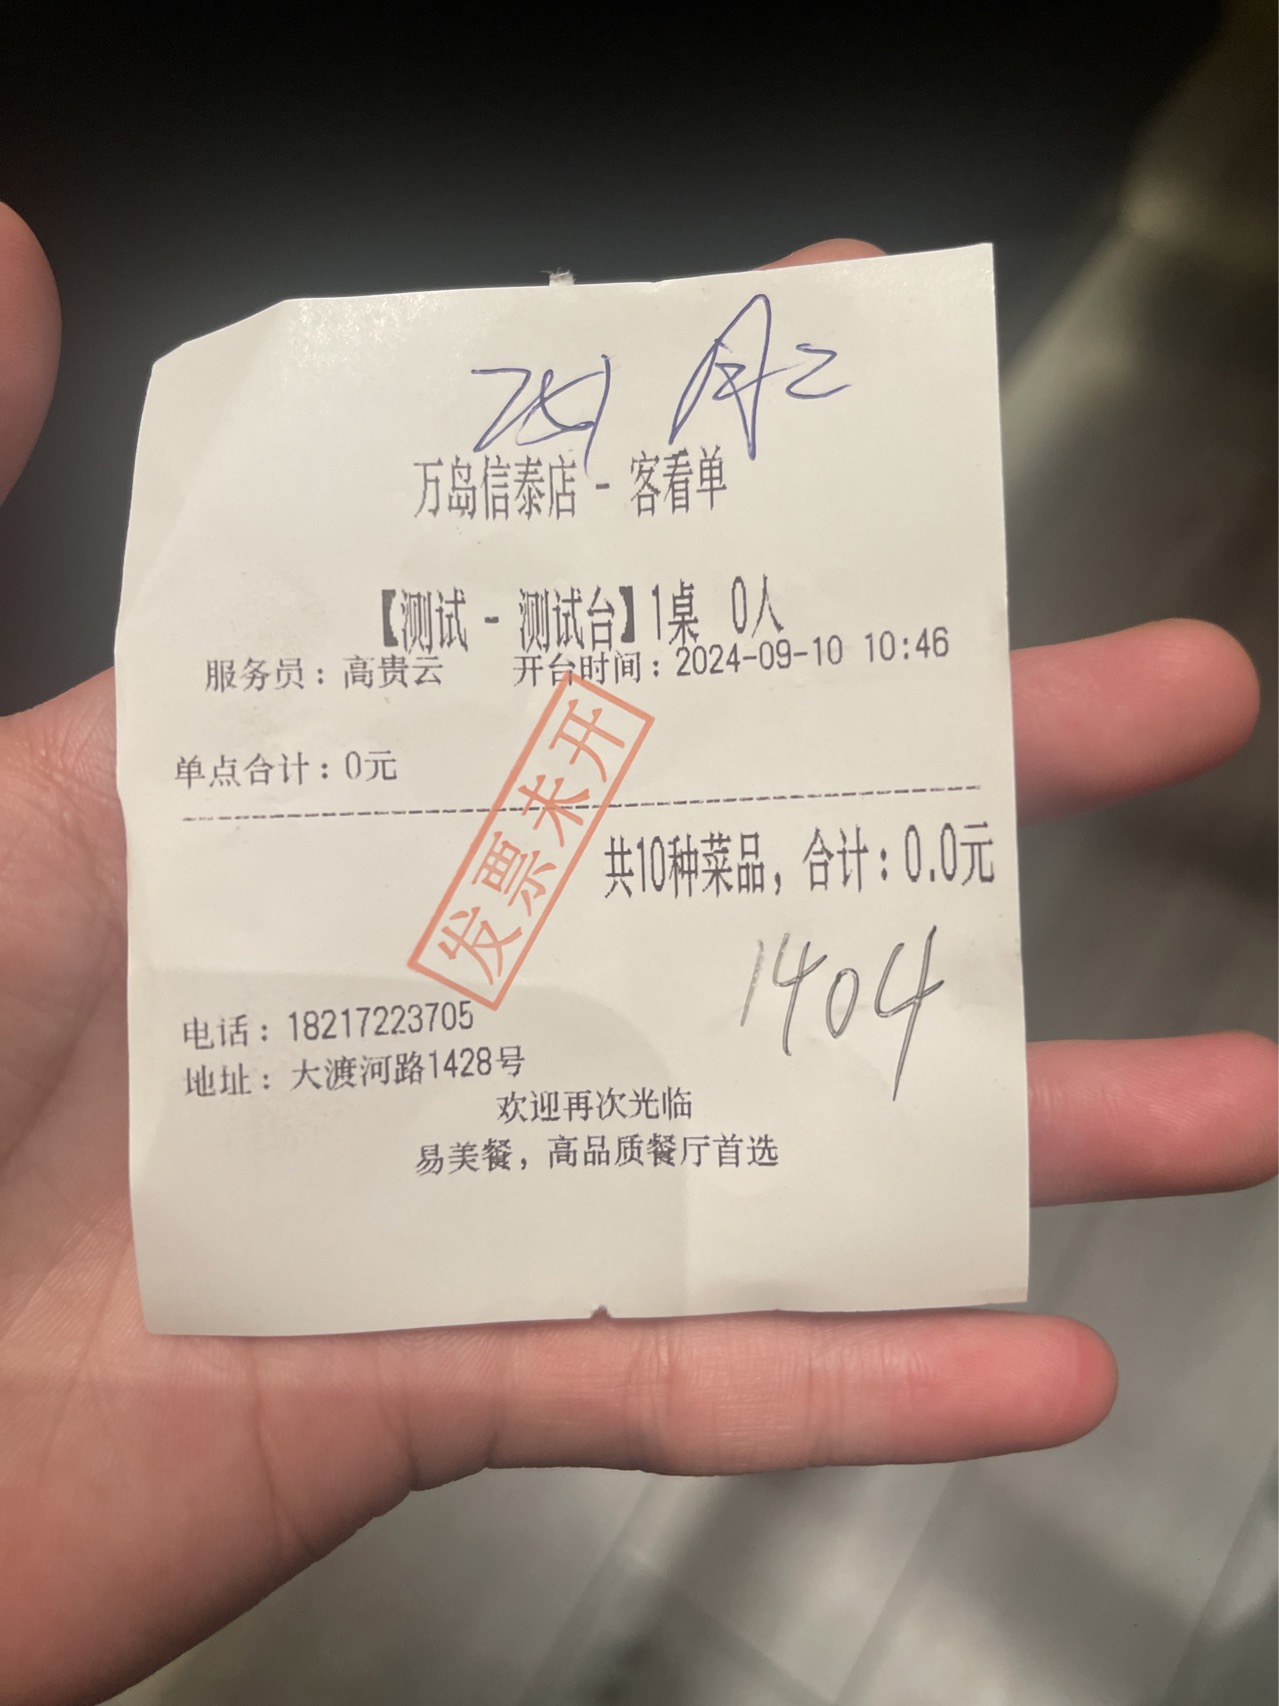 万岛信泰店 - 客看单
【测试 - 测试台】1桌 0人
服务员：高贵云 开台时间：2024-09-10 10:46
单点合计：0元
发票未开
共10种菜品，合计：0.0元
1404
电话：18217223705
地址：大渡河路1428号
欢迎再次光临
易美餐，高品质餐厅首选